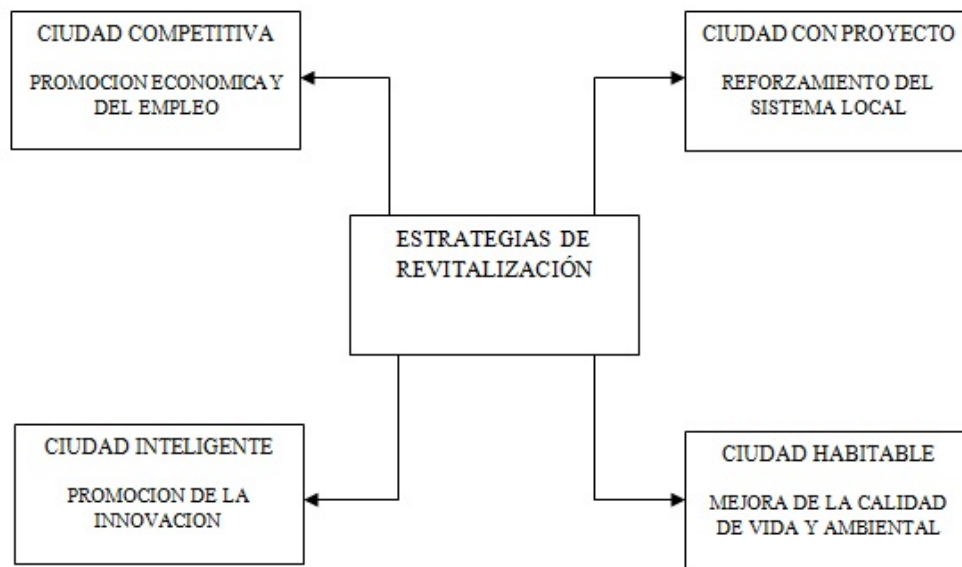 CIUDAD COMPETITIVA
PROMOCION ECONOMICA Y
DEL EMPLEO
CIUDAD CON PROYECTO
REFORZAMIENTO DEL
SISTEMA LOCAL
ESTRATEGIAS DE
REVITALIZACIÓN
CIUDAD INTELIGENTE
PROMOCION DE LA
INNOVACION
CIUDAD HABITABLE
MEJORA DE LA CALIDAD
DE VIDA Y AMBIENTAL